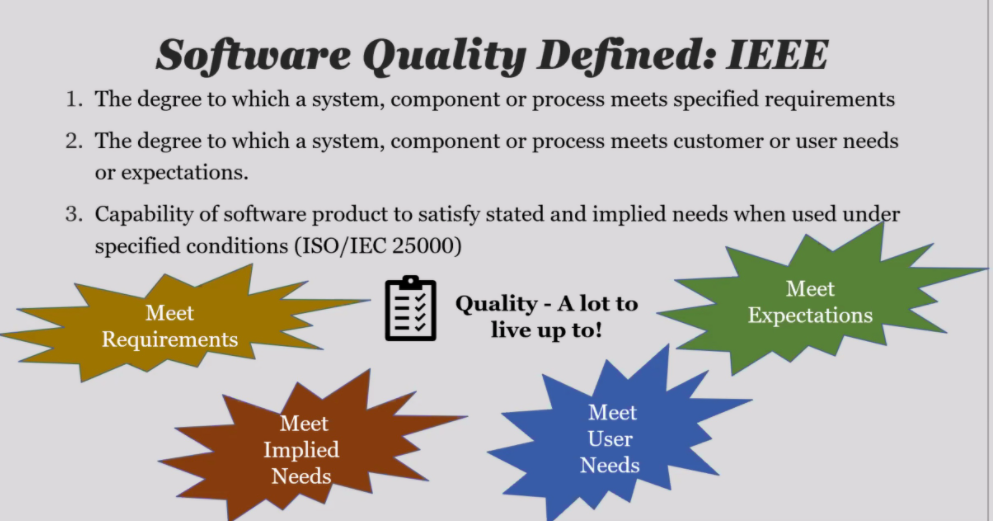 Software Quality Defined: IEEE
1. The degree to which a system, component or process meets specified requirements
2. The degree to which a system, component or process meets customer or user needs
or expectations.
3. Capability of software product to satisfy stated and implied needs when used under
specified conditions (ISO/IEC 25000)
Meet
Requirements
Quality - A lot to
live up to!
Meet
Expectations
Meet
Implied
Needs
Meet
User
Needs